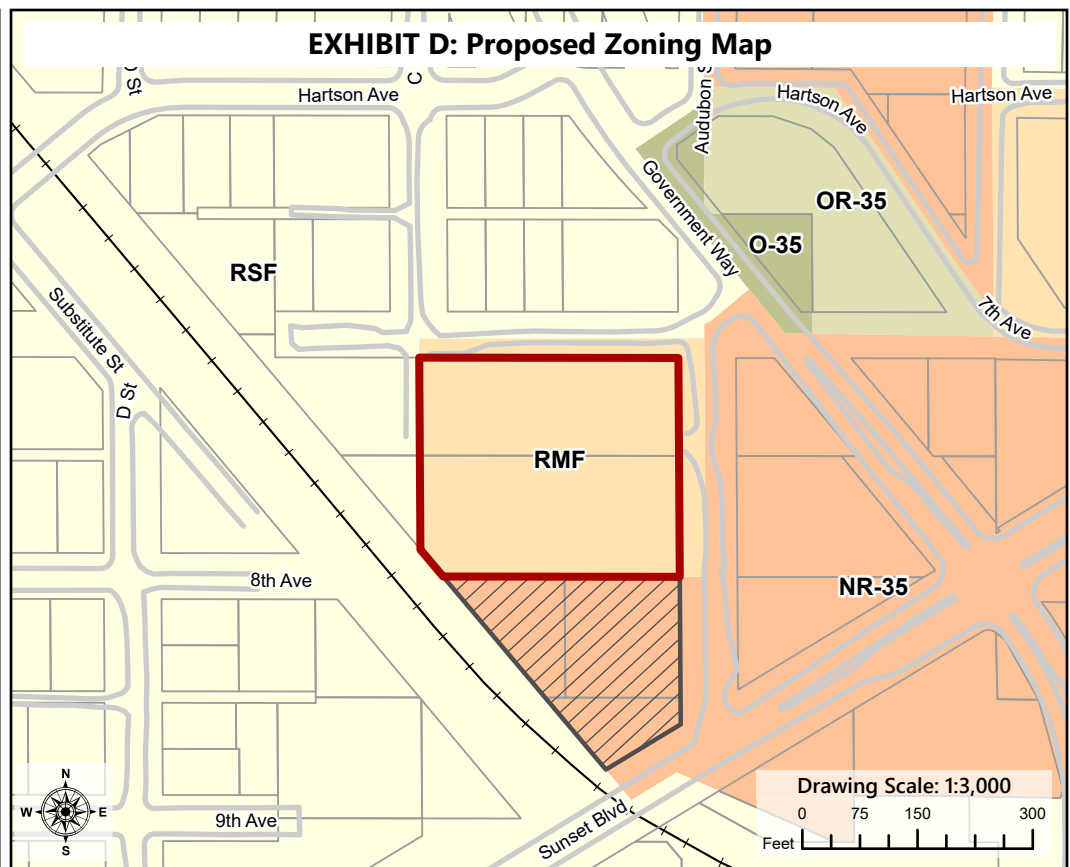 EXHIBIT D: Proposed Zoning Map
St
C
Audubon S
Hartson Ave
Hartson Ave
Hartson Ave
Government Way
OR-35
O-35
RSF
7th Ave
Substitute St
D St
RMF
8th Ave
NR-35
N
W
E
S
9th Ave
Sunset Blvd
Drawing Scale: 1:3,000
0 75 150 300
Feet